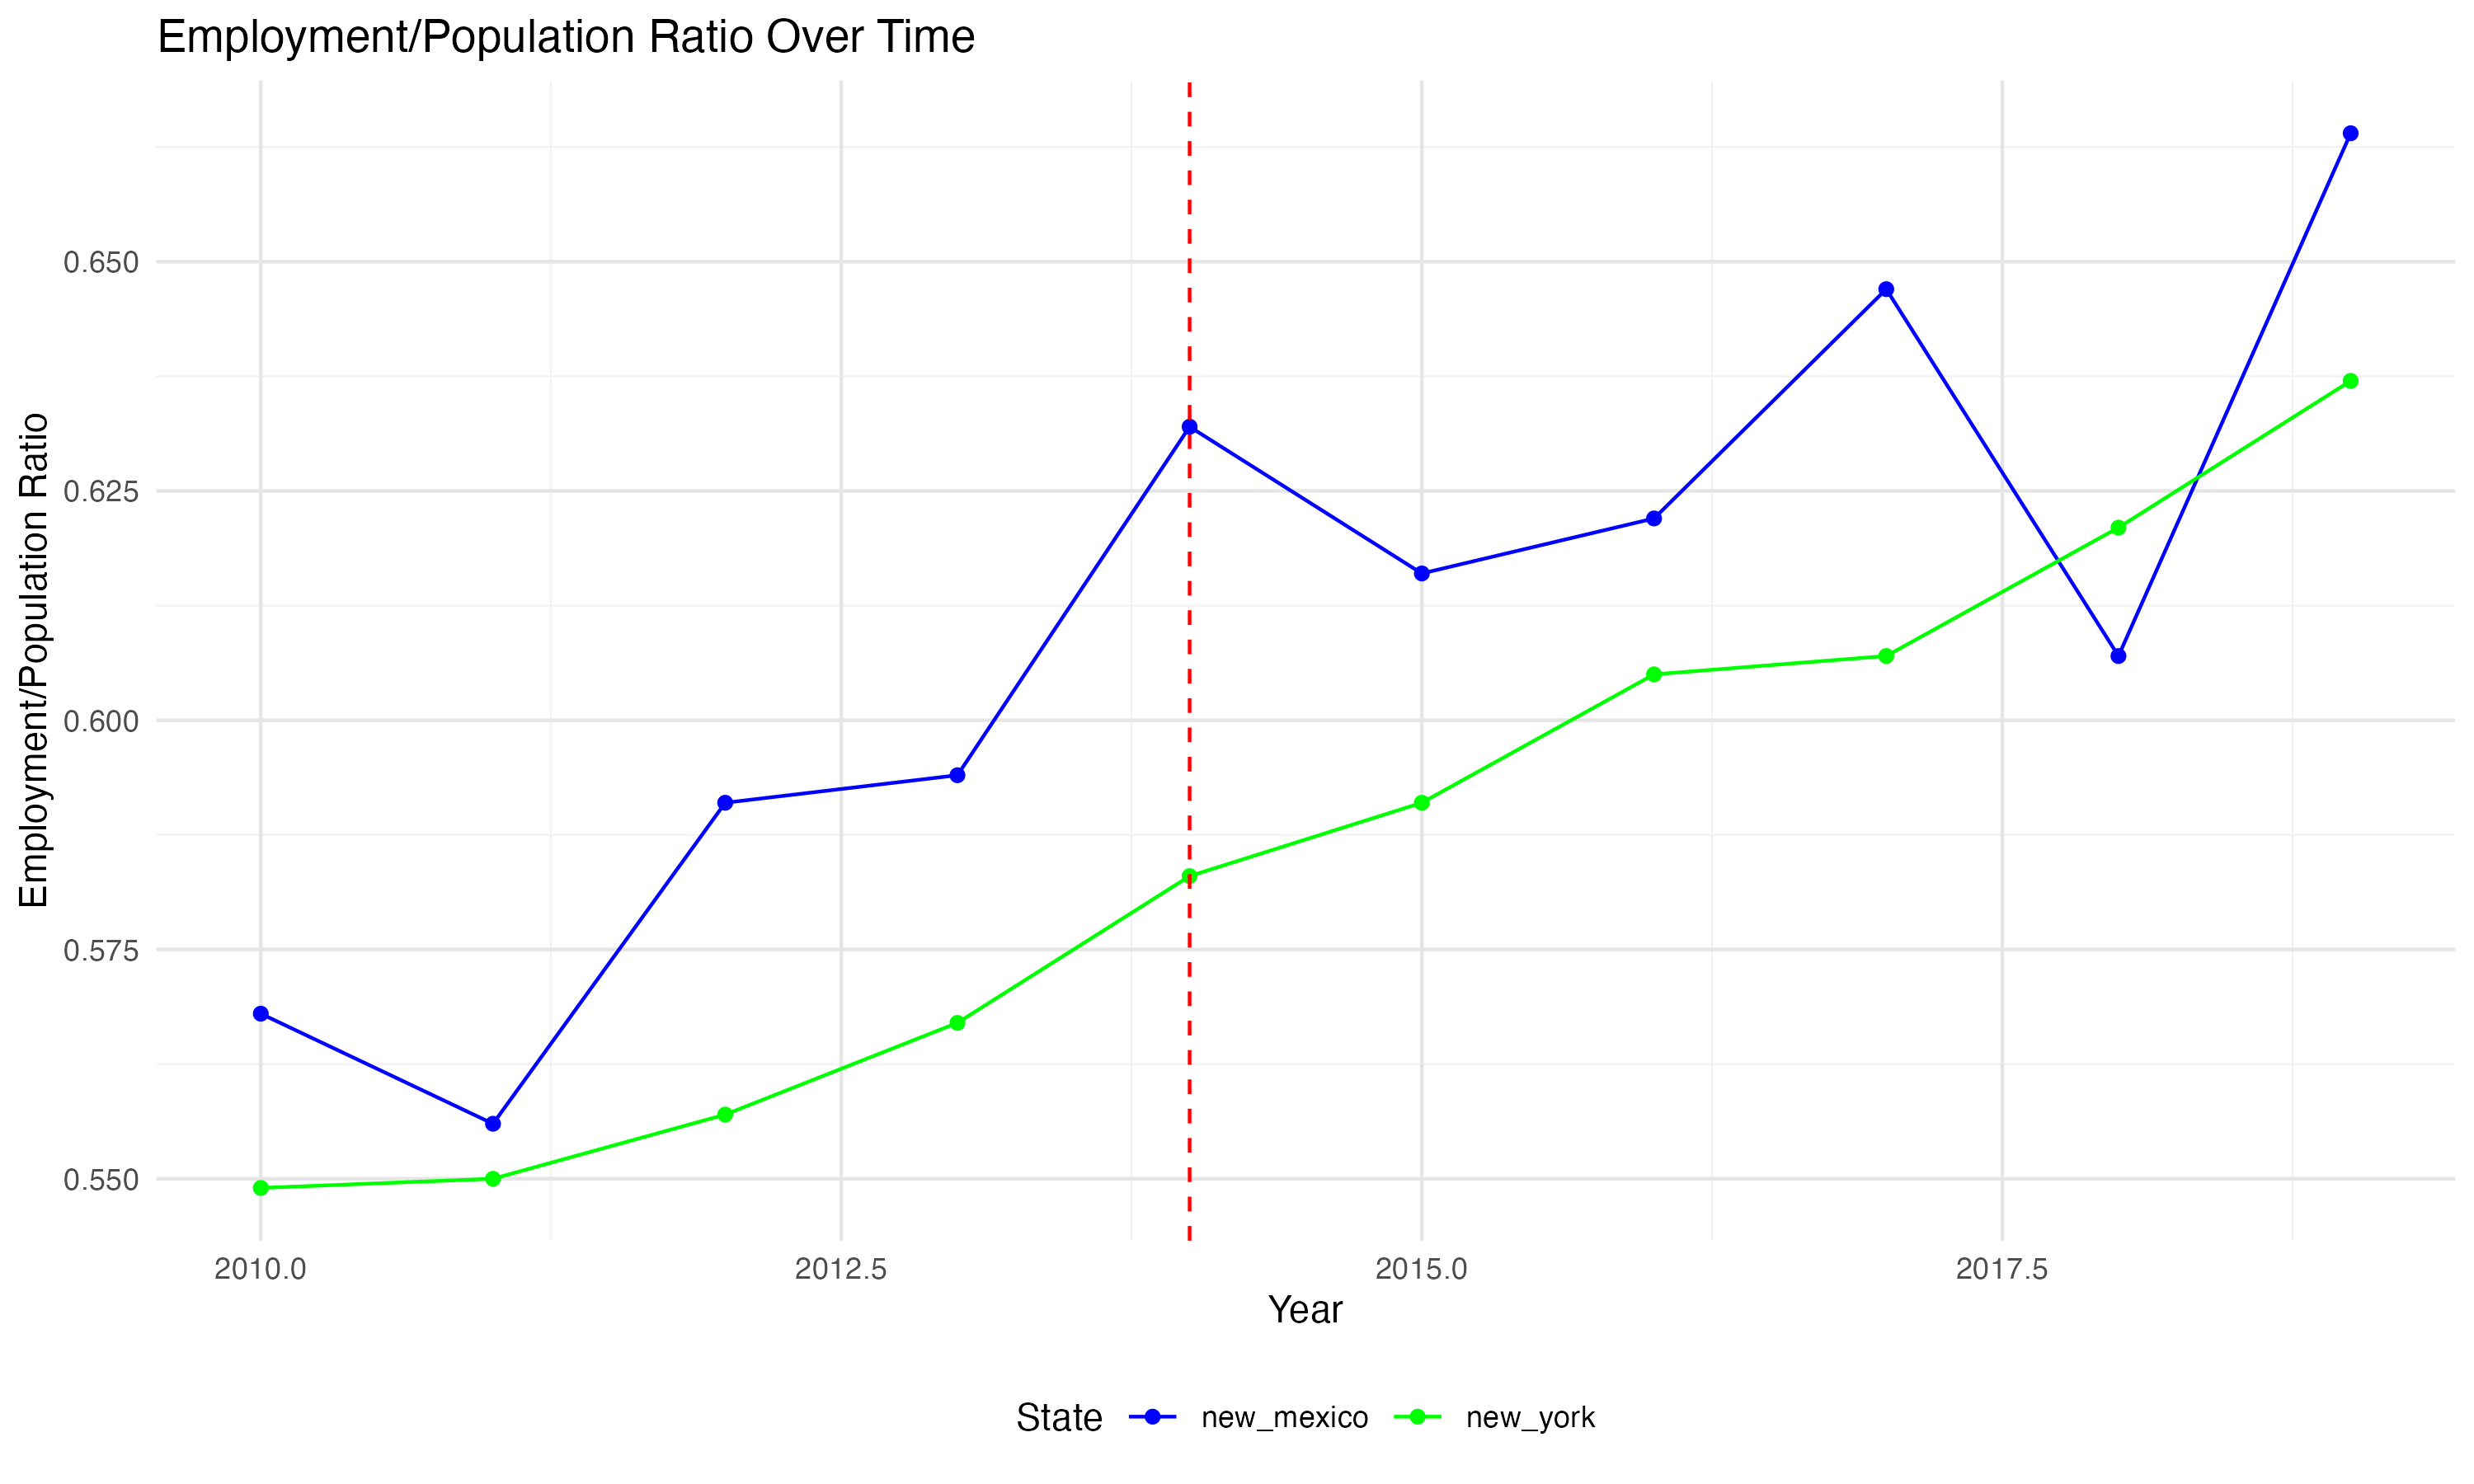 Employment/Population Ratio Over Time
Employment/Population Ratio
0.650
0.625
0.600
0.575
0.550
2010.0 2012.5 2015.0 2017.5
Year
State new_mexico new_york